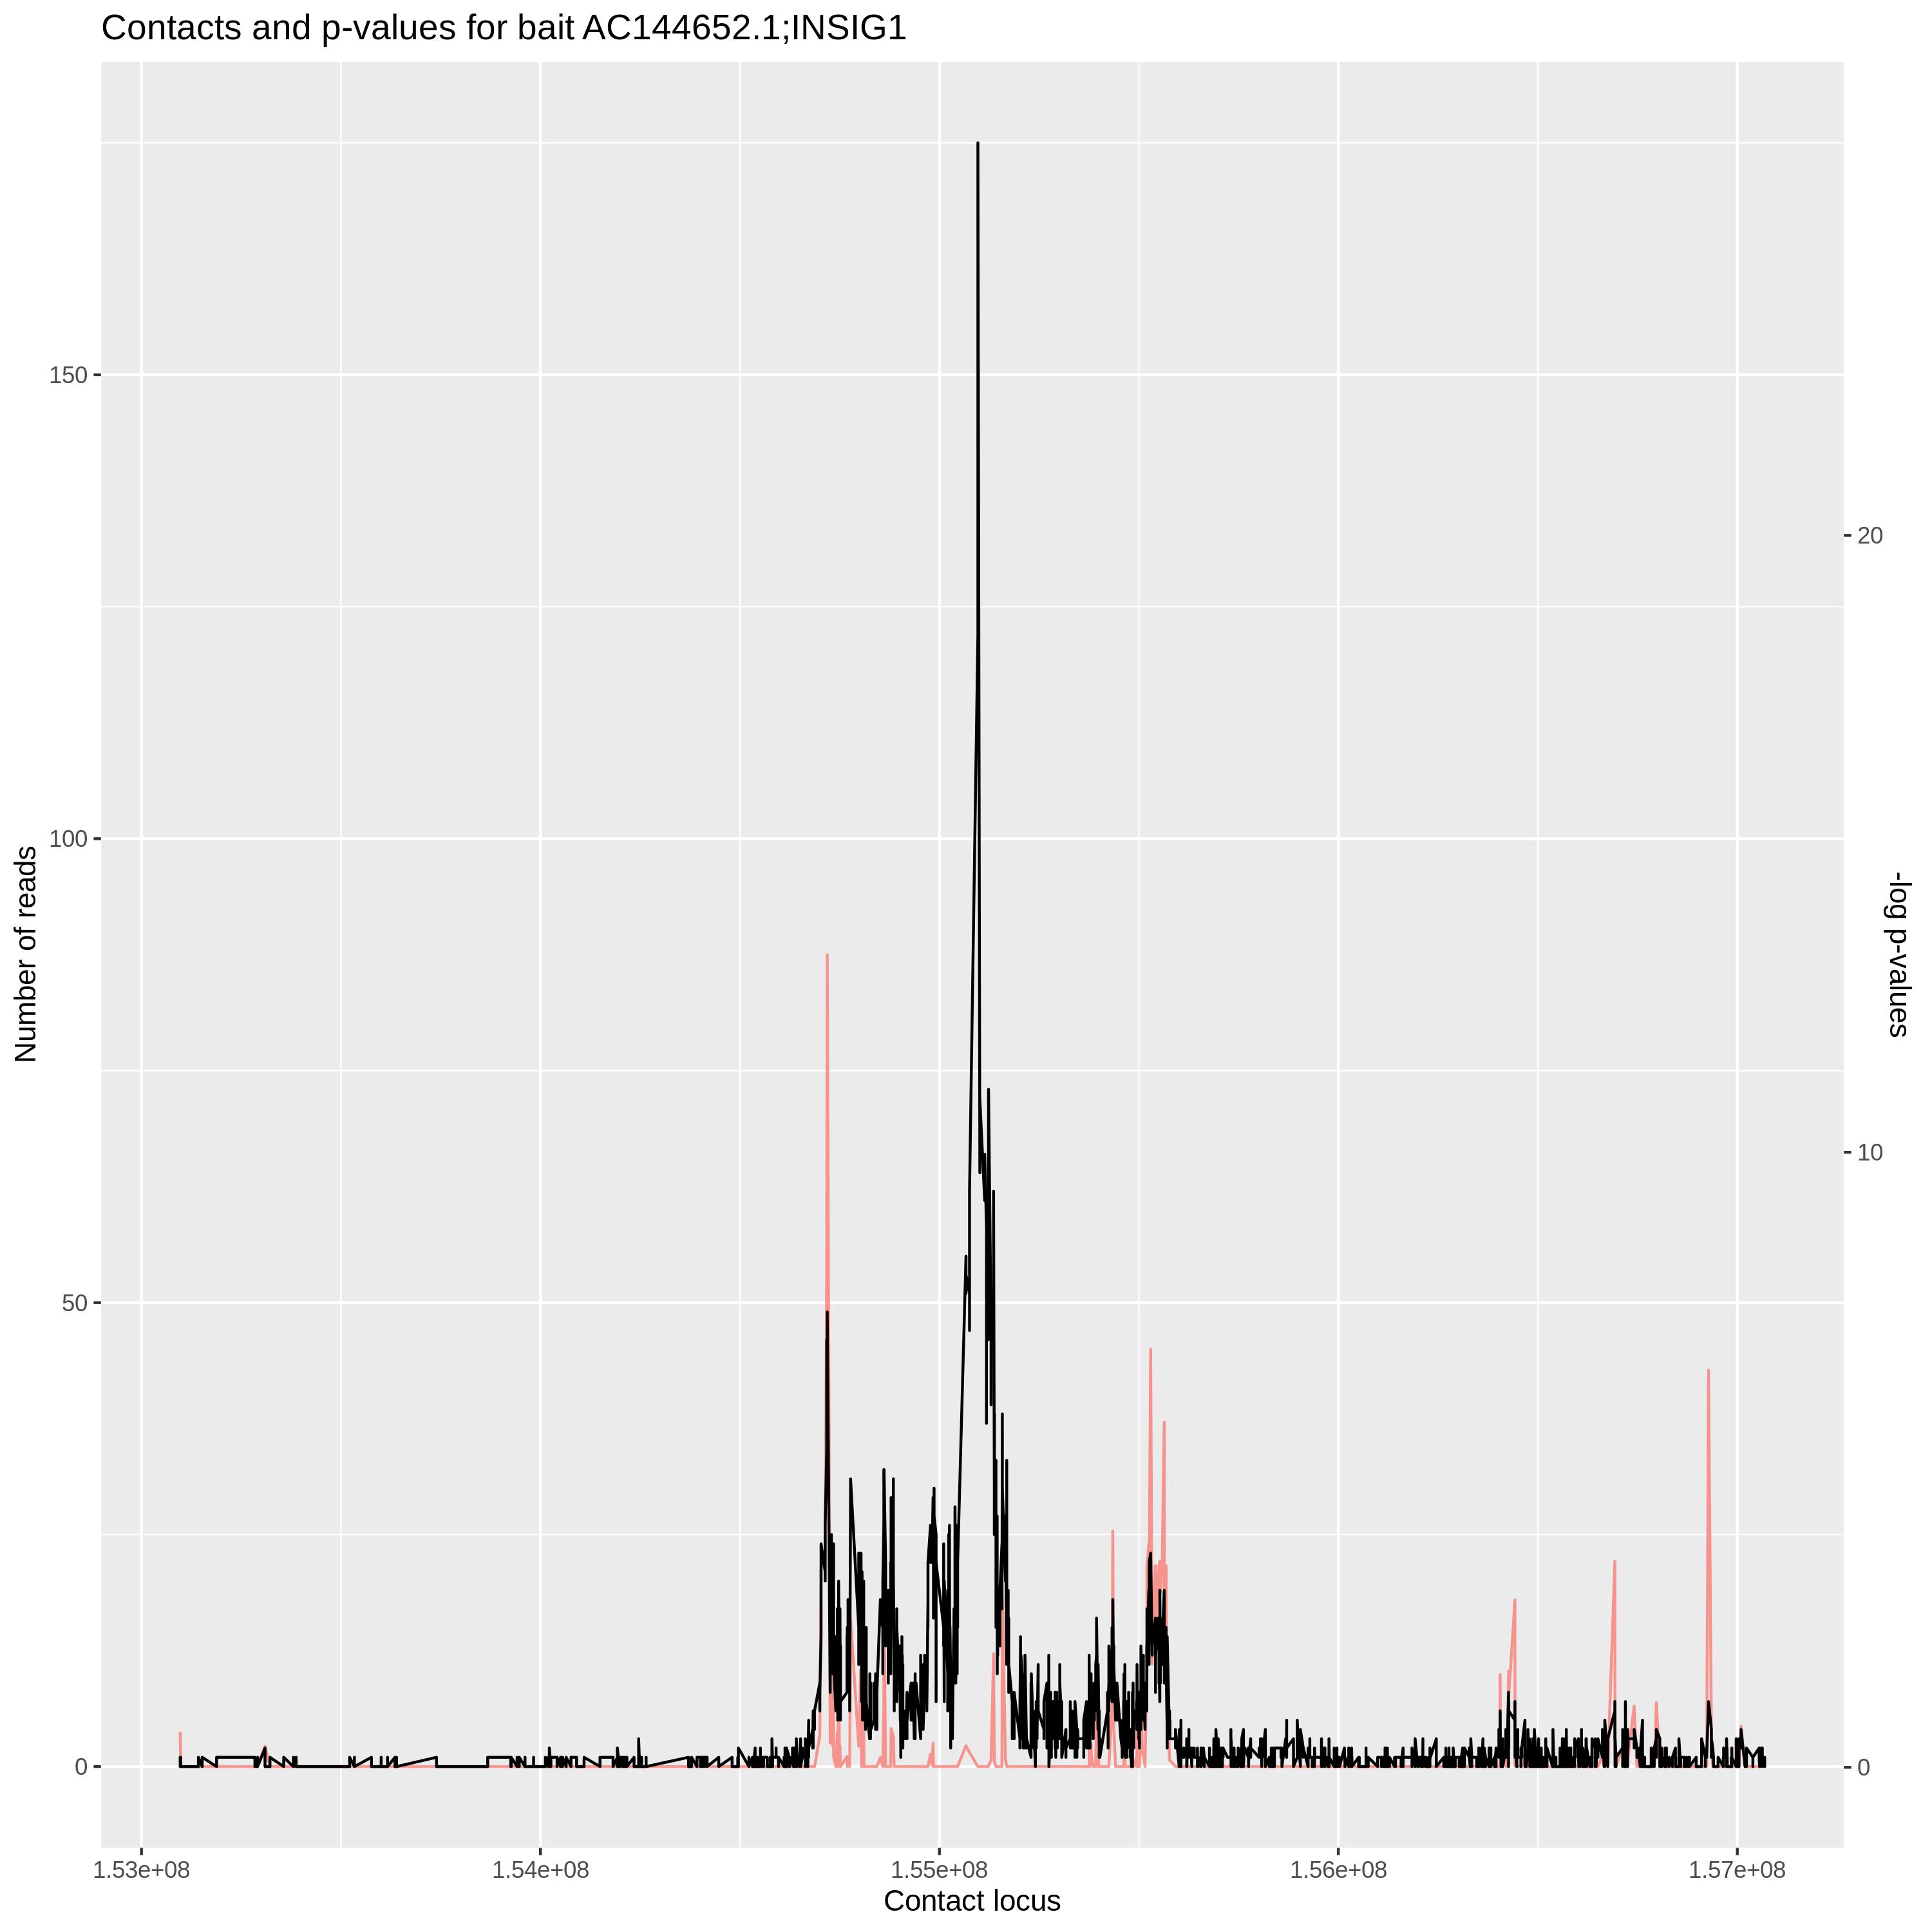 Contacts and p-values for bait AC144652.1;INSIG1
150
100
50
0
Number of reads
20
10
0
-log p-values
1.53e+08
1.54e+08
1.55e+08
1.56e+08
1.57e+08
Contact locus